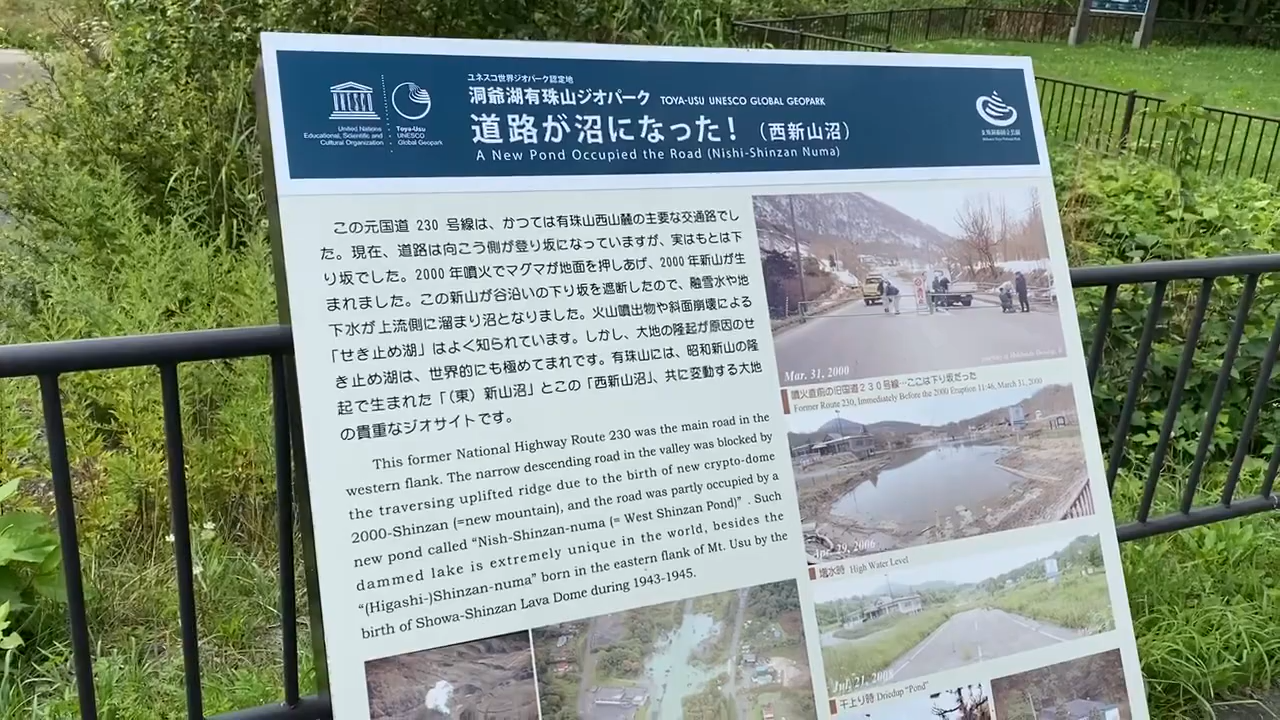 United Nations
Educational, Scientific and
Cultural Organization
Toya-Usu
UNESCO
Global Geopark
ユネスコ世界ジオパーク認定地
洞爺湖有珠山ジオパーク TOYA-USU UNESCO GLOBAL GEOPARK
道路が沼になった！（西新山沼）
A New Pond Occupied the Road (Nishi-Shinzan Numa)
この元国道 230 号線は、かつては有珠山西山麓の主要な交通路でし
た。現在、道路は向こう側が登り坂になっていますが、実はもとは下
り坂でした。2000 年噴火でマグマが地面を押しあげ、2000 年新山が生
まれました。この新山が谷沿いの下り坂を遮断したので、融雪水や地
下水が上流側に溜まり沼となりました。火山噴出物や斜面崩壊による
「せき止め湖」はよく知られています。しかし、大地の隆起が原因のせ
き止め湖は、世界的にも極めてまれです。有珠山には、昭和新山の隆
起で生まれた「（東）新山沼」とこの「西新山沼」、共に変動する大地
の貴重なジオサイトです。
This former National Highway Route 230 was the main road in the
western flank. The narrow descending road in the valley was blocked by
the traversing uplifted ridge due to the birth of new crypto-dome
2000-Shinzan (=new mountain), and the road was partly occupied by a
new pond called “Nish-Shinzan-numa (= West Shinzan Pond)” . Such
dammed lake is extremely unique in the world, besides the
“(Higashi-)Shinzan-numa” born in the eastern flank of Mt. Usu by the
birth of Showa-Shinzan Lava Dome during 1943-1945.
Mar. 31, 2000
噴火直前の旧国道２３０号線…ここは下り坂だった
Former Route 230, Immediately Before the 2000 Eruption 11:46, March 31, 2000
Apr. 29, 2006
増水時 High Water Level
Jul. 21, 200
干上り時 Driedup “Pond”